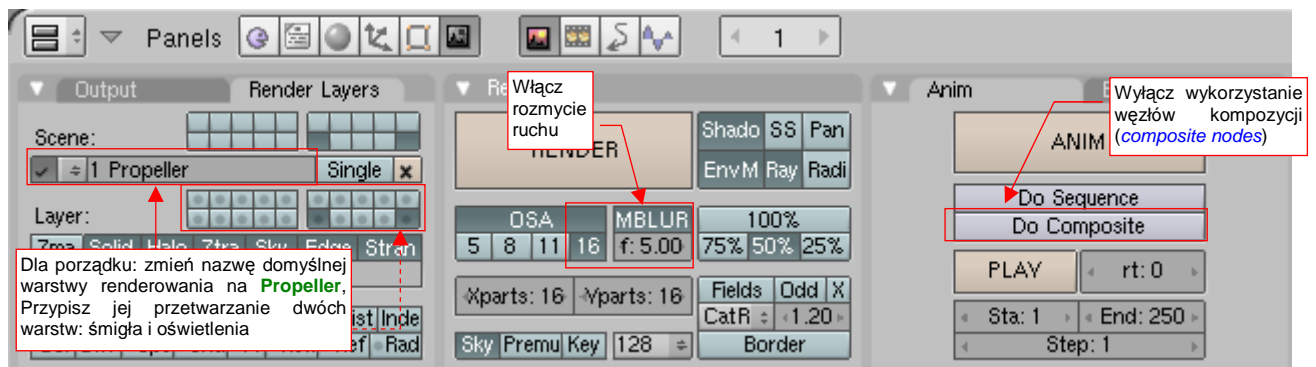 Panels 1
Output Render Layers
Scene:
1 Propeller Single x
Layer:
Zma Solid Halo Ztra Sky Edge Stran
Dla porządku: zmień nazwę domyślnej
warstwy renderowania na Propeller,
Przypisz jej przetwarzanie dwóch
warstw: śmigła i oświetlenia
ist Inde
Rad
Włącz
rozmycie
ruchu
RENDER
Shado SS Pan
EnvM Ray Radi
OSA MBLUR 100%
5 8 11 16 f: 5.00 75% 50% 25%
Xparts: 16 Yparts: 16 Fields Odd X
CatR 1.20
Sky Premu Key 128 Border
Anim
Wyłącz wykorzystanie
węzłów kompozycji
(composite nodes)
ANIM
Do Sequence
Do Composite
PLAY rt: 0
Sta: 1 End: 250
Step: 1